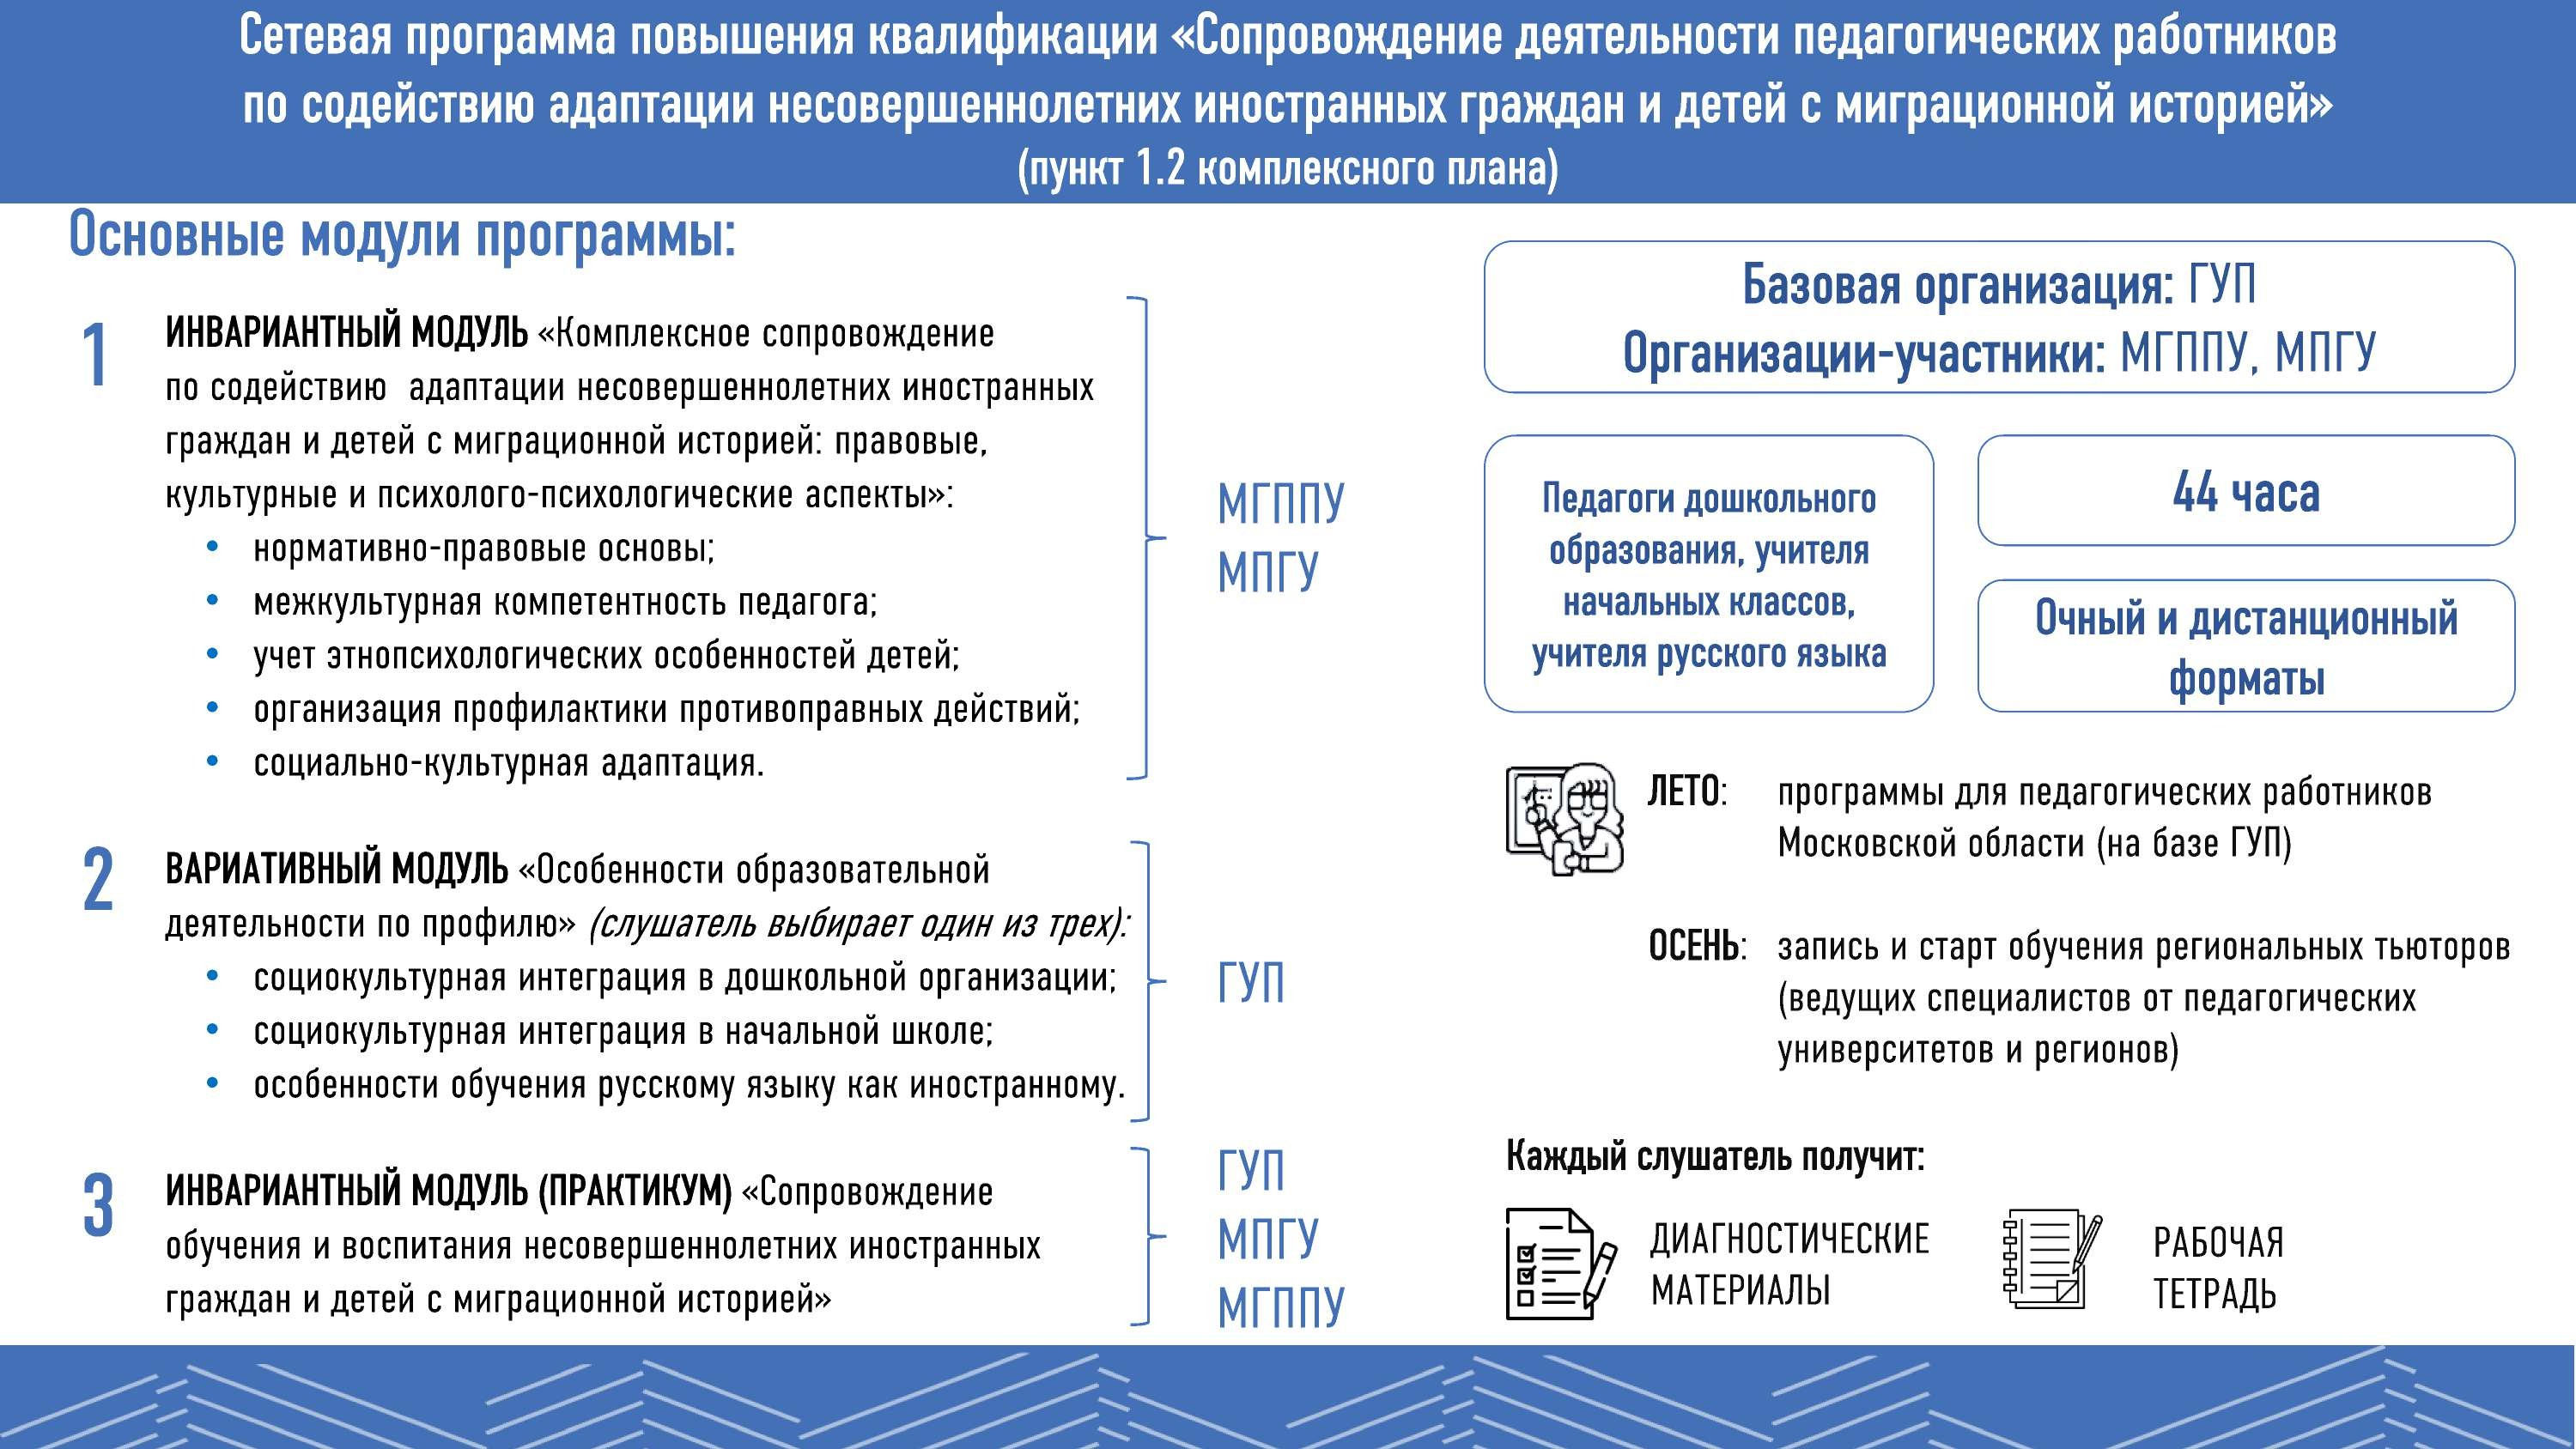 Сетевая программа повышения квалификации «Сопровождение деятельности педагогических работников
по содействию адаптации несовершеннолетних иностранных граждан и детей с миграционной историей»
(пункт 1.2 комплексного плана)
Основные модули программы:
1
ИНВАРИАНТНЫЙ МОДУЛЬ «Комплексное сопровождение
по содействию адаптации несовершеннолетних иностранных
граждан и детей с миграционной историей: правовые,
культурные и психолого-психологические аспекты»:
• нормативно-правовые основы;
• межкультурная компетентность педагога;
• учет этнопсихологических особенностей детей;
• организация профилактики противоправных действий;
• социально-культурная адаптация.
МГППУ
МПГУ
2
ВАРИАТИВНЫЙ МОДУЛЬ «Особенности образовательной
деятельности по профилю» (слушатель выбирает один из трех):
• социокультурная интеграция в дошкольной организации;
• социокультурная интеграция в начальной школе;
• особенности обучения русскому языку как иностранному.
ГУП
3
ИНВАРИАНТНЫЙ МОДУЛЬ (ПРАКТИКУМ) «Сопровождение
обучения и воспитания несовершеннолетних иностранных
граждан и детей с миграционной историей»
ГУП
МПГУ
МГППУ
Базовая организация: ГУП
Организации-участники: МГППУ, МПГУ
Педагоги дошкольного
образования, учителя
начальных классов,
учителя русского языка
44 часа
Очный и дистанционный
форматы
ЛЕТО: программы для педагогических работников
Московской области (на базе ГУП)
ОСЕНЬ: запись и старт обучения региональных тьюторов
(ведущих специалистов от педагогических
университетов и регионов)
Каждый слушатель получит:
ДИАГНОСТИЧЕСКИЕ
МАТЕРИАЛЫ
РАБОЧАЯ
ТЕТРАДЬ